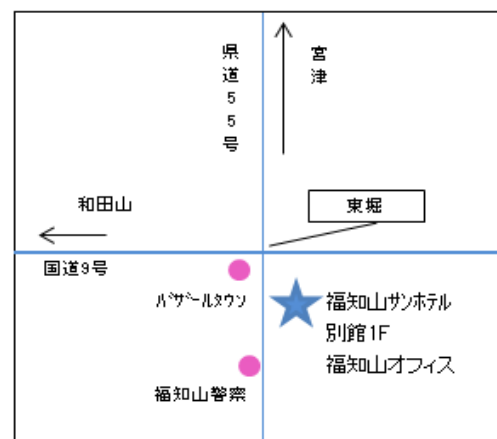 県道55号
宮津
和田山
東堀
国道9号
バザールタウン
福知山サンホテル
別館1F
福知山オフィス
福知山警察